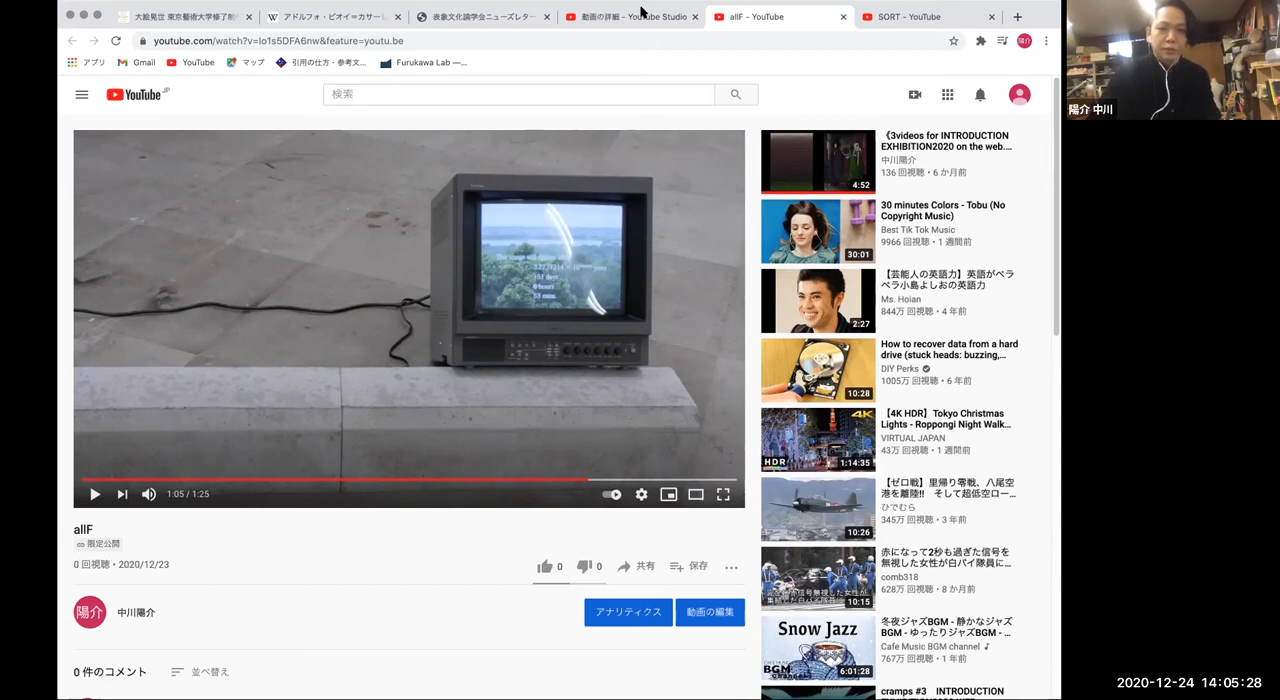 大絵晃世 東京藝術大学修了制
アドルフォ・ビオイ＝カサーレ
表象文化論学会ニューズレター
動画の詳細 - YouTube Studio
allF - YouTube
SORT - YouTube
youtube.com/watch?v=Io1s5DFA6nw&feature=youtu.be
陽介
アプリ
Gmail
YouTube
マップ
引用の仕方・参考文...
Furukawa Lab —...
YouTube JP
検索
陽介 中川
《3videos for INTRODUCTION
EXHIBITION2020 on the web....
中川陽介
136 回視聴・6 か月前
4:52
30 minutes Colors - Tobu (No
Copyright Music)
Best Tik Tok Music
9966 回視聴・1 週間前
30:01
【芸能人の英語力】英語がペラ
ペラ小島よしおの英語力
Ms. Hoian
844万 回視聴・4 年前
2:27
How to recover data from a hard
drive (stuck heads: buzzing,...
DIY Perks
1005万 回視聴・6 年前
10:28
【4K HDR】Tokyo Christmas
Lights - Roppongi Night Walk...
VIRTUAL JAPAN
43万 回視聴・1 週間前
4K
HDR
1:14:35
【ゼロ戦】里帰り零戦、八尾空
港を離陸!! そして超低空ロー...
ひでむら
345万 回視聴・3 年前
10:26
赤になって2秒も過ぎた信号を
無視した女性が白バイ隊員に...
comb318
628万 回視聴・8 か月前
10:15
冬夜ジャズBGM - 静かなジャズ
BGM - ゆったりジャズBGM - ...
Cafe Music BGM channel
767万 回視聴・1 年前
Snow Jazz
BGM
6:01:28
cramps #3 INTRODUCTION
151 days
1:05 / 1:25
allF
限定公開
0 回視聴・2020/12/23
0
0
共有
保存
陽介
中川陽介
アナリティクス
動画の編集
0 件のコメント
並べ替え
2020-12-24 14:05:28